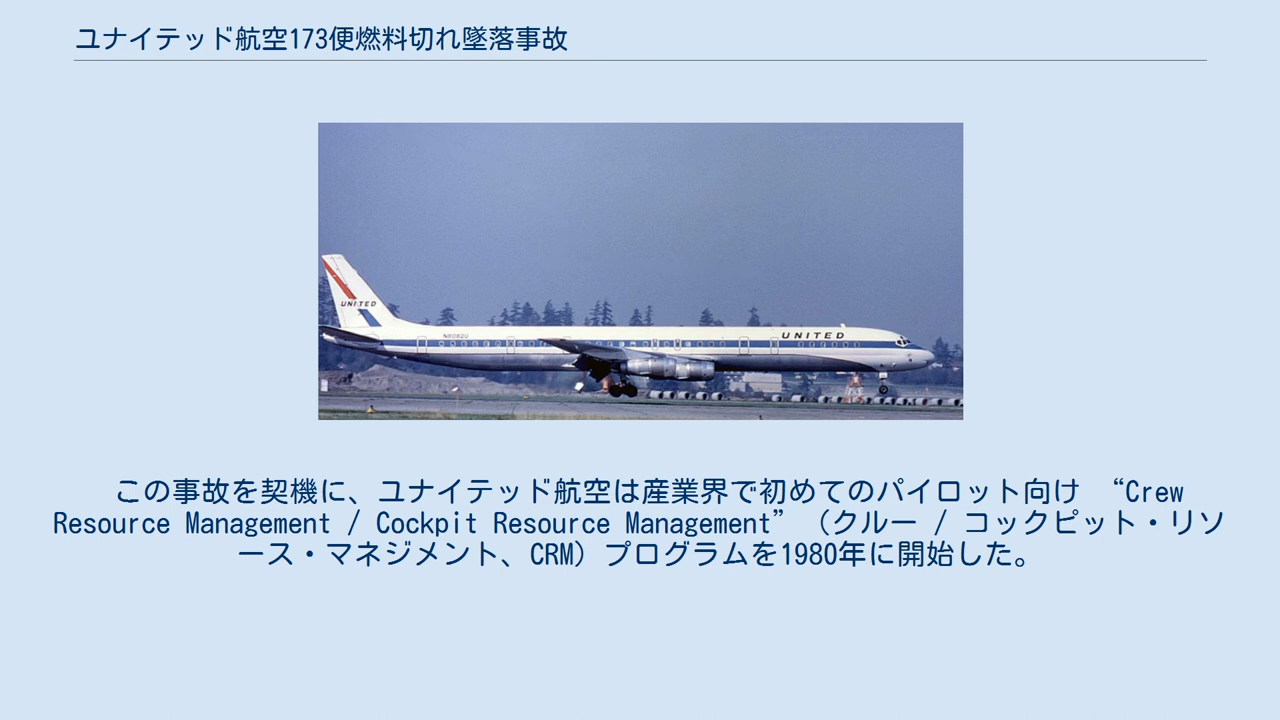 ユナイテッド航空173便燃料切れ墜落事故
UNITED
N8082U
UNITED
この事故を契機に、ユナイテッド航空は産業界で初めてのパイロット向け “Crew
Resource Management / Cockpit Resource Management” （クルー / コックピット・リソ
ース・マネジメント、CRM）プログラムを1980年に開始した。